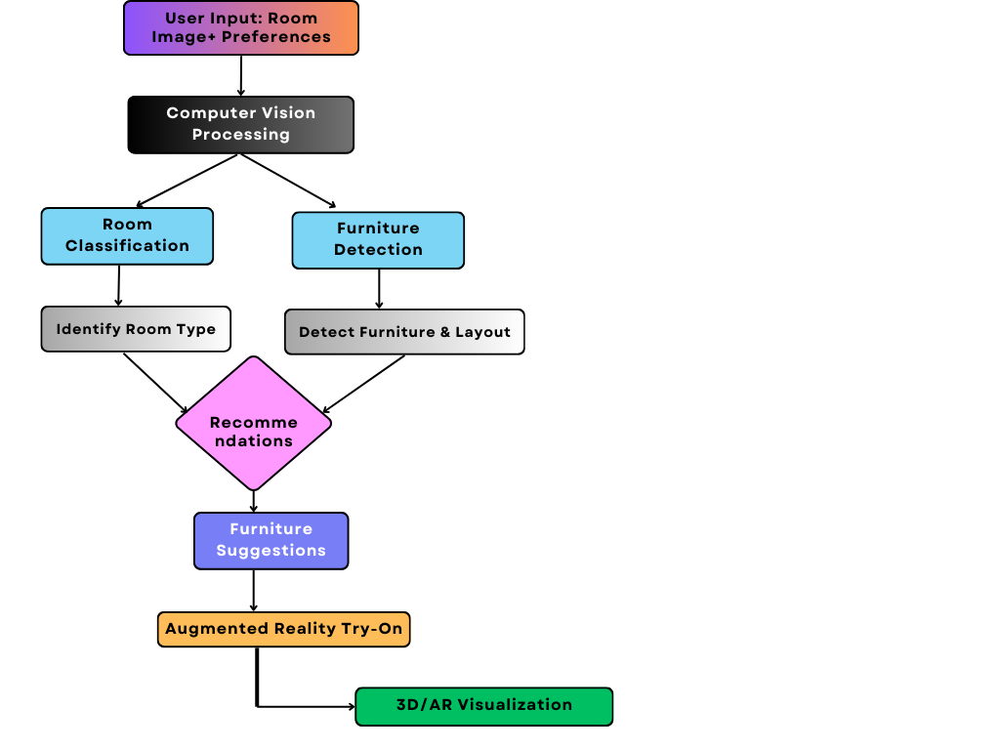 User Input: Room
Image+ Preferences
Computer Vision
Processing
Room
Classification
Furniture
Detection
Identify Room Type
Detect Furniture & Layout
Recomme
ndations
Furniture
Suggestions
Augmented Reality Try-On
3D/AR Visualization